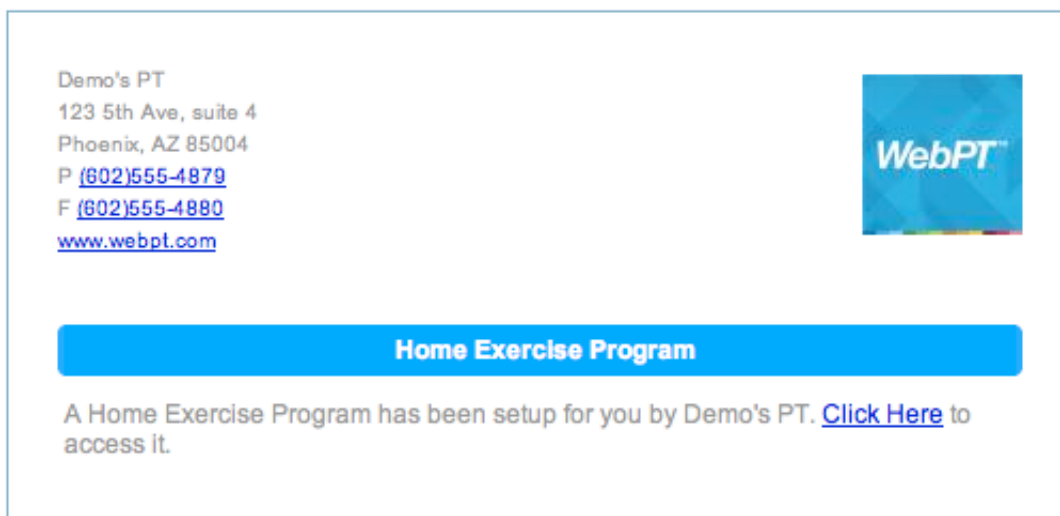 Demo's PT
123 5th Ave, suite 4
Phoenix, AZ 85004
P (602)555-4879
F (602)555-4880
www.webpt.com
WebPT™
Home Exercise Program
A Home Exercise Program has been setup for you by Demo's PT. Click Here to
access it.